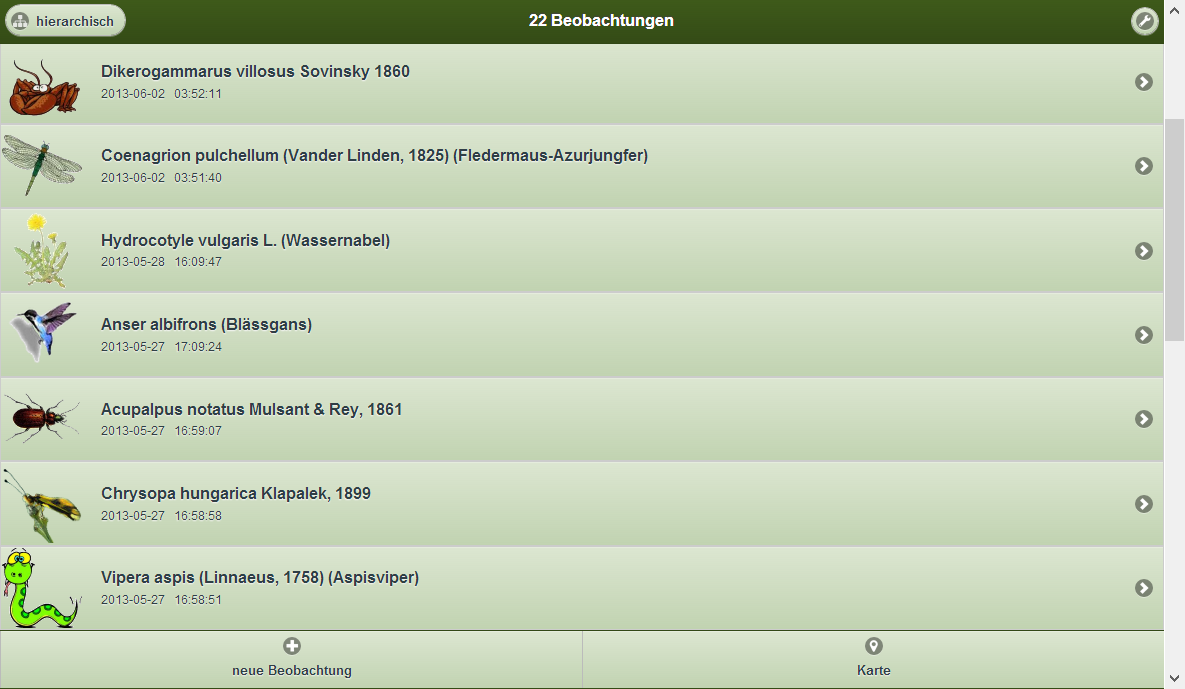 hierarchisch
22 Beobachtungen
Dikerogammarus villosus Sovinsky 1860
2013-06-02 03:52:11
Coenagrion pulchellum (Vander Linden, 1825) (Fledermaus-Azurjungfer)
2013-06-02 03:51:40
Hydrocotyle vulgaris L. (Wassernabel)
2013-05-28 16:09:47
Anser albifrons (Blässgans)
2013-05-27 17:09:24
Acupalpus notatus Mulsant & Rey, 1861
2013-05-27 16:59:07
Chrysopa hungarica Klapalek, 1899
2013-05-27 16:58:58
Vipera aspis (Linnaeus, 1758) (Aspisviper)
2013-05-27 16:58:51
neue Beobachtung
Karte